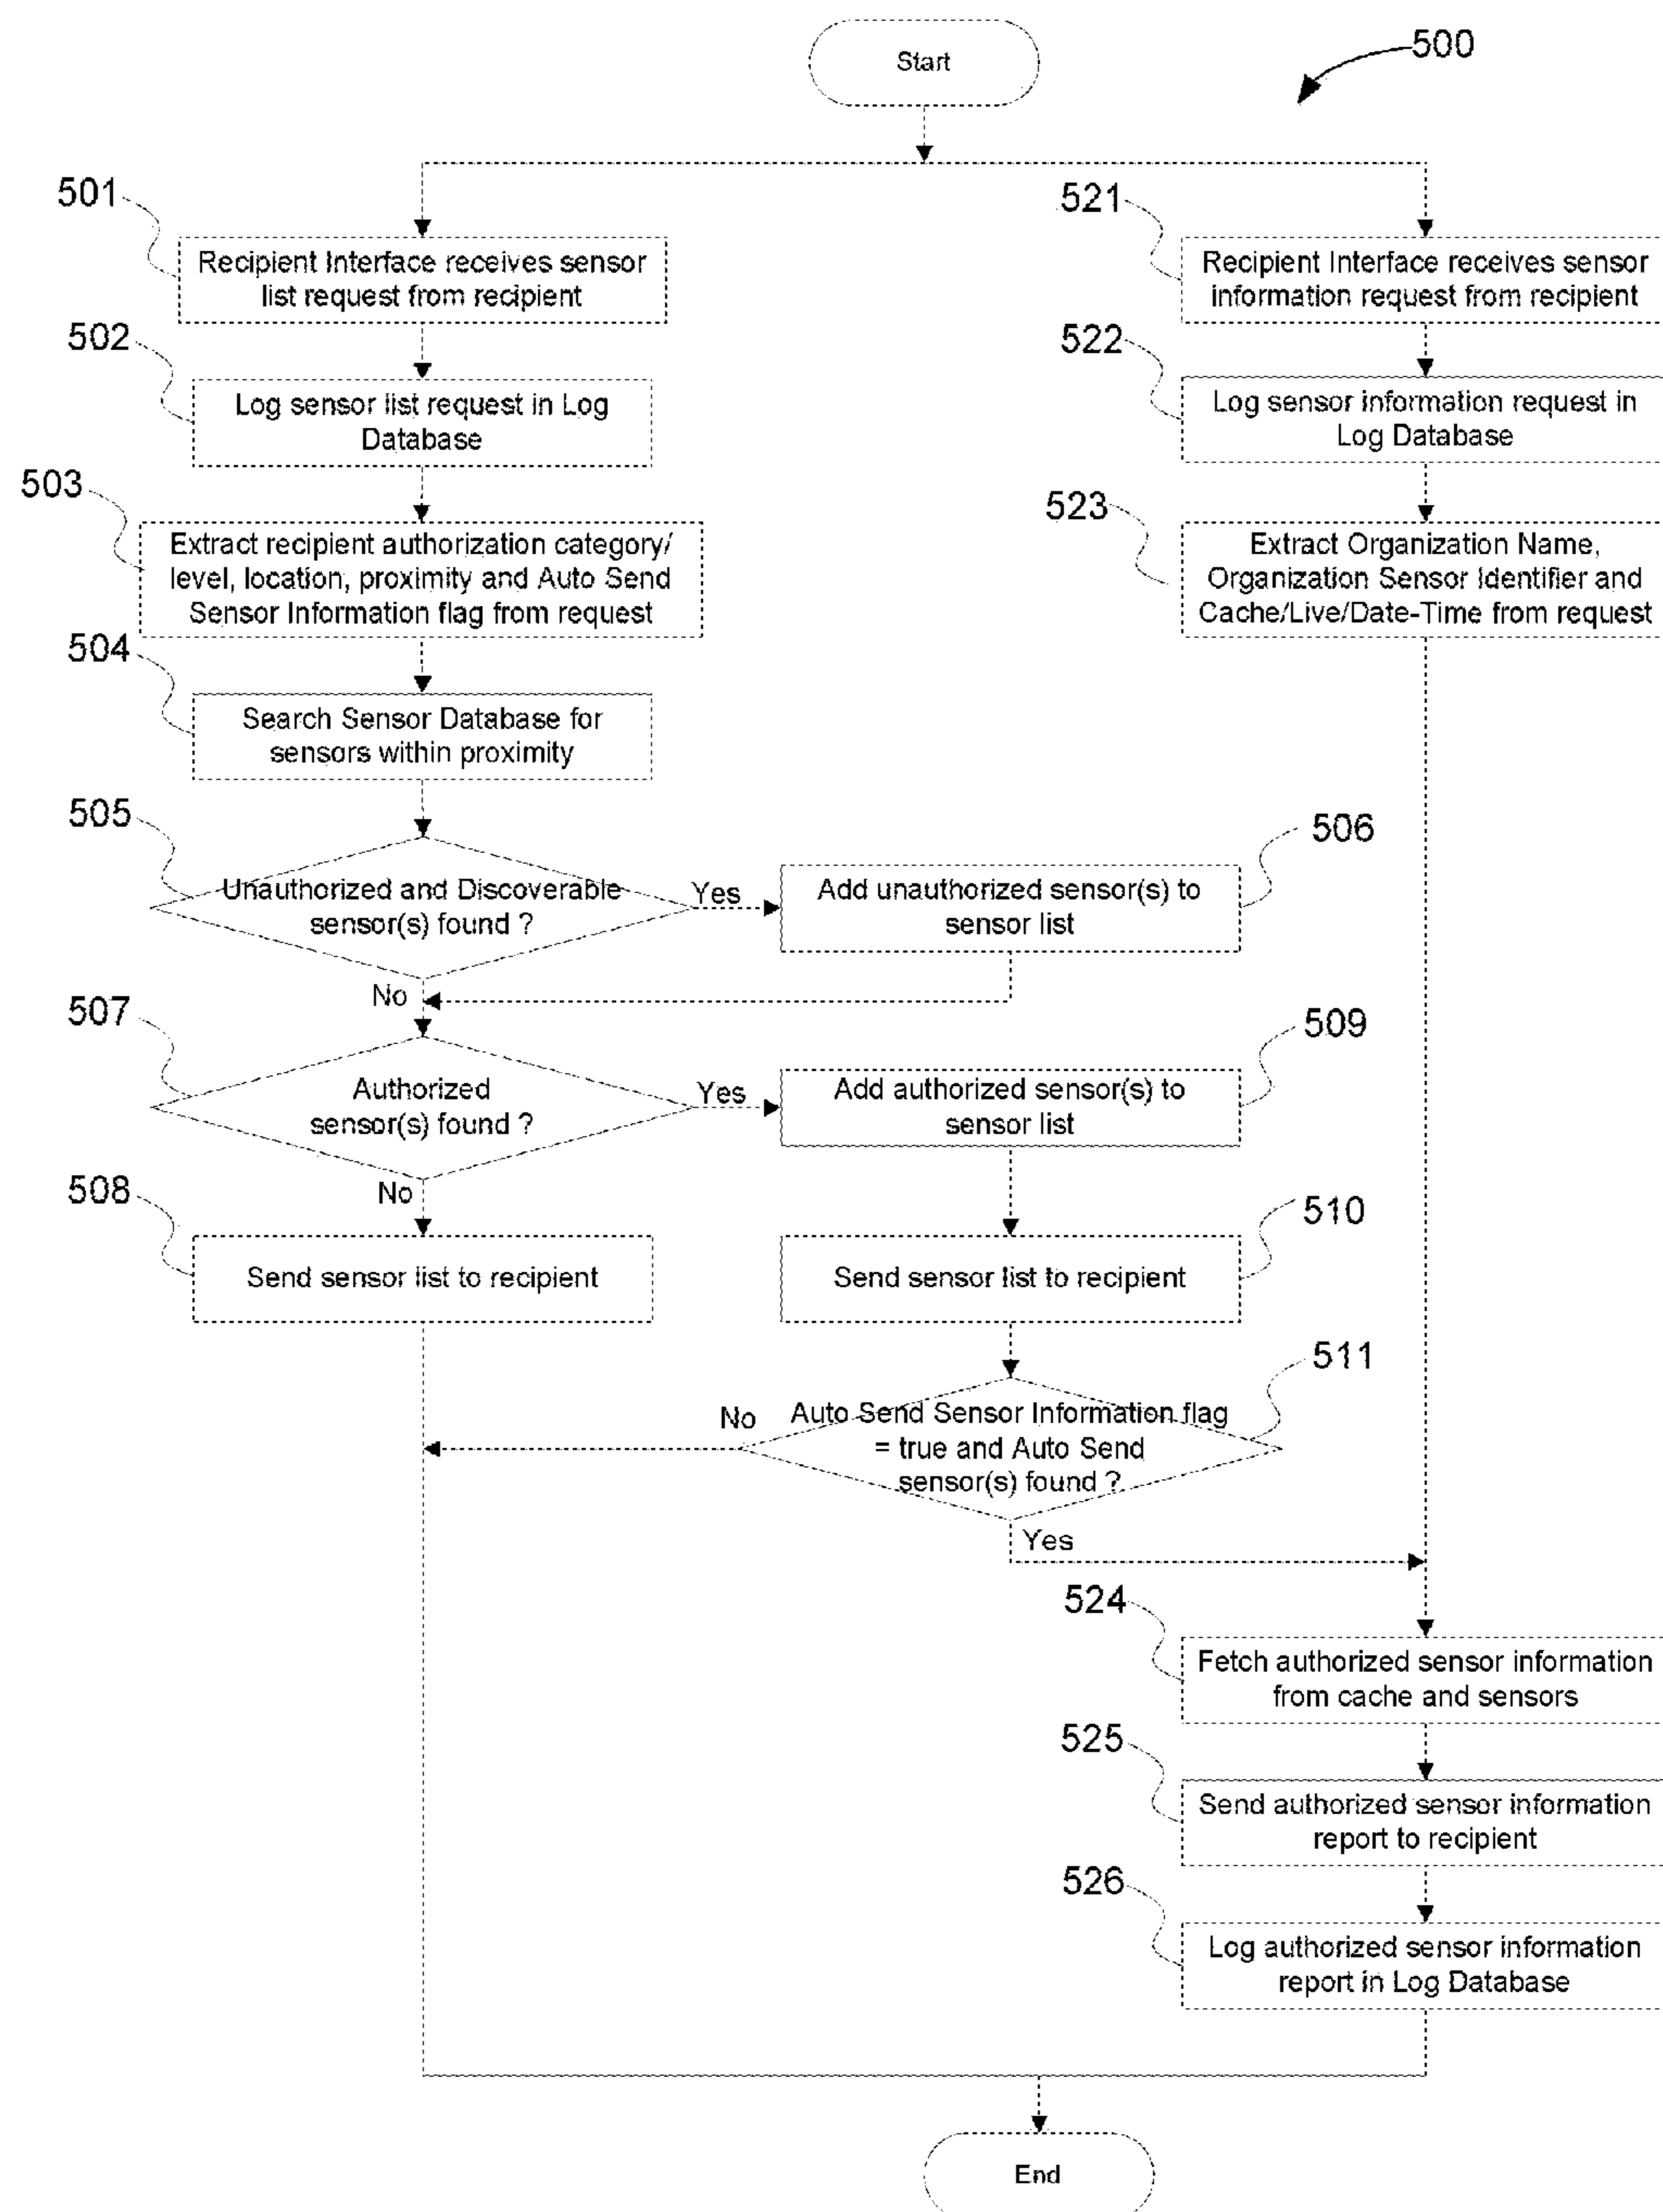 Start
500
501
Recipient Interface receives sensor
list request from recipient
502
Log sensor list request in Log
Database
503
Extract recipient authorization category/
level, location, proximity and Auto Send
Sensor Information flag from request
504
Search Sensor Database for
sensors within proximity
505
Unauthorized and Discoverable
sensor(s) found ?
Yes
506
Add unauthorized sensor(s) to
sensor list
No
507
Authorized
sensor(s) found ?
Yes
509
Add authorized sensor(s) to
sensor list
No
508
Send sensor list to recipient
510
Send sensor list to recipient
511
Auto Send Sensor Information flag
= true and Auto Send
sensor(s) found ?
No
Yes
521
Recipient Interface receives sensor
information request from recipient
522
Log sensor information request in
Log Database
523
Extract Organization Name,
Organization Sensor Identifier and
Cache/Live/Date-Time from request
524
Fetch authorized sensor information
from cache and sensors
525
Send authorized sensor information
report to recipient
526
Log authorized sensor information
report in Log Database
End